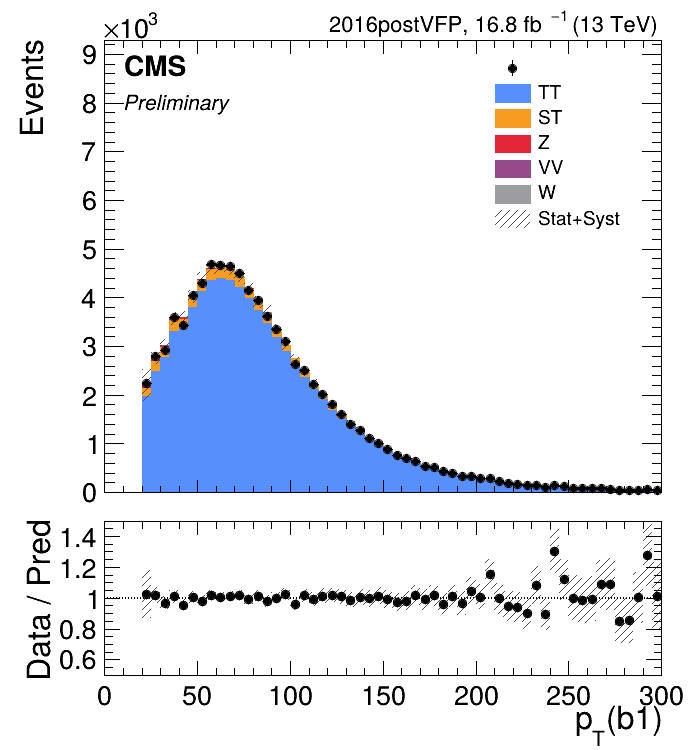 ×10³
2016postVFP, 16.8 fb ⁻¹ (13 TeV)
Events
CMS
Preliminary
TT
ST
Z
VV
W
Stat+Syst
9
8
7
6
5
4
3
2
1
0
Data / Pred
1.4
1.2
1
0.8
0.6
0 50 100 150 200 250 300
p_T(b1)